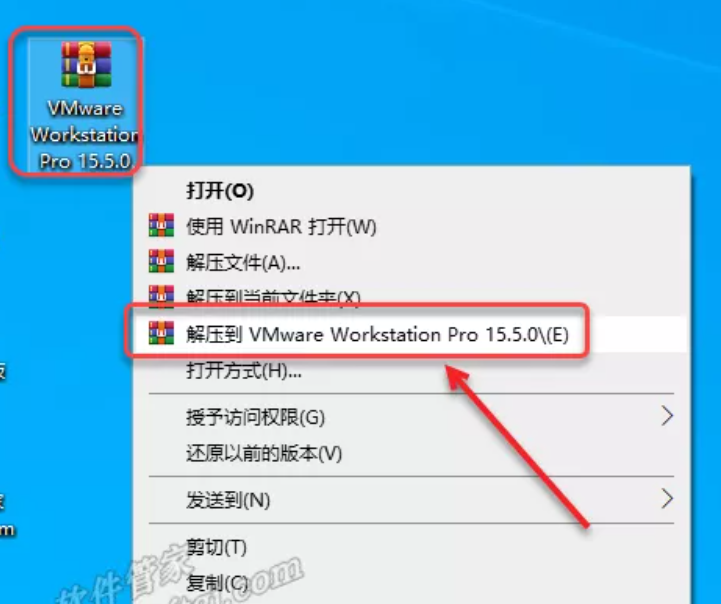 VMware
Workstation
Pro 15.5.0
打开(O)
使用 WinRAR 打开(W)
解压文件(A)...
解压到当前文件夹(X)
解压到 VMware Workstation Pro 15.5.0\(E)
打开方式(H)...
授予访问权限(G)
还原以前的版本(V)
发送到(N)
m
剪切(T)
复制(C)
软件管家
.com